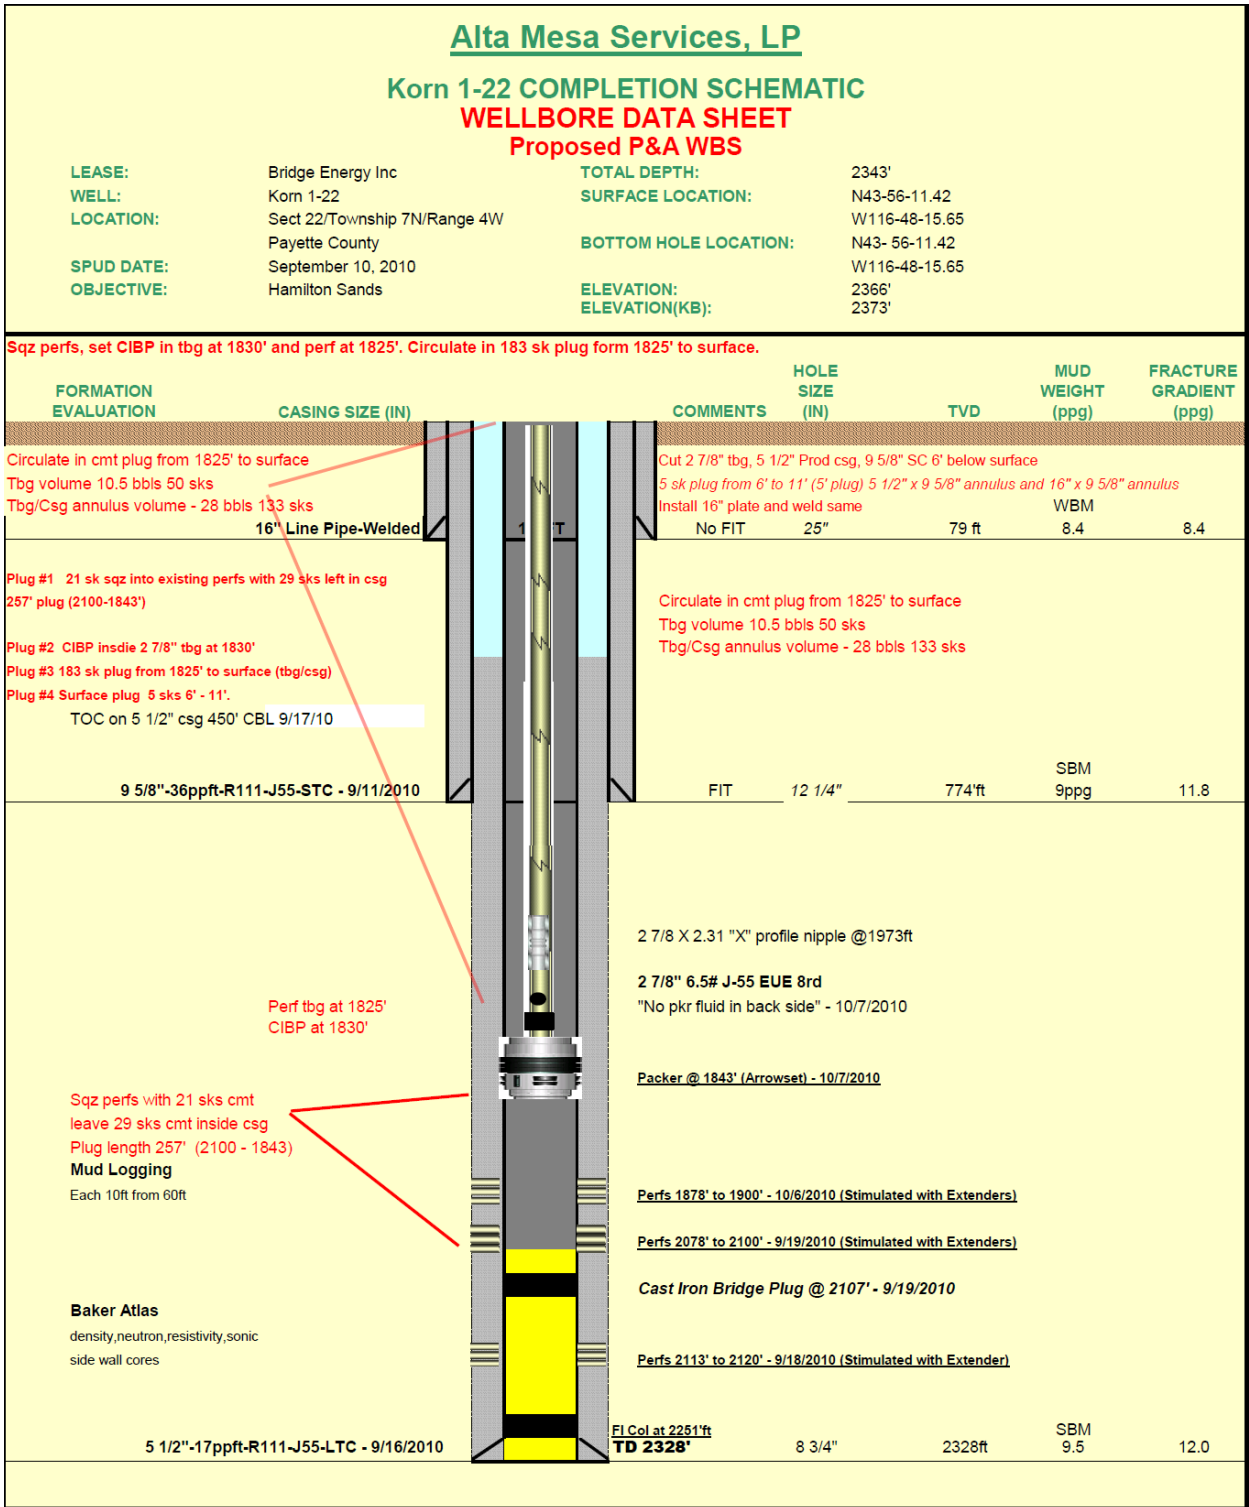 Alta Mesa Services, LP
Korn 1-22 COMPLETION SCHEMATIC
WELLBORE DATA SHEET
Proposed P&A WBS
LEASE: Bridge Energy Inc TOTAL DEPTH: 2343'
WELL: Korn 1-22 SURFACE LOCATION: N43-56-11.42
LOCATION: Sect 22/Township 7N/Range 4W W116-48-15.65
Payette County BOTTOM HOLE LOCATION: N43- 56-11.42
SPUD DATE: September 10, 2010 W116-48-15.65
OBJECTIVE: Hamilton Sands ELEVATION: 2366'
ELEVATION(KB): 2373'
Sqz perfs, set CIBP in tbg at 1830' and perf at 1825'. Circulate in 183 sk plug form 1825' to surface.
FORMATION EVALUATION CASING SIZE (IN) COMMENTS HOLE SIZE (IN) TVD MUD WEIGHT (ppg) FRACTURE GRADIENT (ppg)
Circulate in cmt plug from 1825' to surface
Tbg volume 10.5 bbls 50 sks
Tbg/Csg annulus volume - 28 bbls 133 sks
Cut 2 7/8" tbg, 5 1/2" Prod csg, 9 5/8" SC 6' below surface
5 sk plug from 6' to 11' (5' plug) 5 1/2" x 9 5/8" annulus and 16" x 9 5/8" annulus
Install 16" plate and weld same WBM
16" Line Pipe-Welded No FIT 25" 79 ft 8.4 8.4
Plug #1 21 sk sqz into existing perfs with 29 sks left in csg
257' plug (2100-1843')
Plug #2 CIBP insdie 2 7/8" tbg at 1830'
Plug #3 183 sk plug from 1825' to surface (tbg/csg)
Plug #4 Surface plug 5 sks 6' - 11'.
TOC on 5 1/2" csg 450' CBL 9/17/10
Circulate in cmt plug from 1825' to surface
Tbg volume 10.5 bbls 50 sks
Tbg/Csg annulus volume - 28 bbls 133 sks
SBM
9 5/8"-36ppft-R111-J55-STC - 9/11/2010 FIT 12 1/4" 774'ft 9ppg 11.8
2 7/8 X 2.31 "X" profile nipple @1973ft
2 7/8" 6.5# J-55 EUE 8rd
"No pkr fluid in back side" - 10/7/2010
Perf tbg at 1825'
CIBP at 1830'
Packer @ 1843' (Arrowset) - 10/7/2010
Sqz perfs with 21 sks cmt
leave 29 sks cmt inside csg
Plug length 257' (2100 - 1843)
Mud Logging
Each 10ft from 60ft
Perfs 1878' to 1900' - 10/6/2010 (Stimulated with Extenders)
Perfs 2078' to 2100' - 9/19/2010 (Stimulated with Extenders)
Cast Iron Bridge Plug @ 2107' - 9/19/2010
Baker Atlas
density,neutron,resistivity,sonic
side wall cores
Perfs 2113' to 2120' - 9/18/2010 (Stimulated with Extender)
Fl Col at 2251'ft SBM
5 1/2"-17ppft-R111-J55-LTC - 9/16/2010 TD 2328' 8 3/4" 2328ft 9.5 12.0